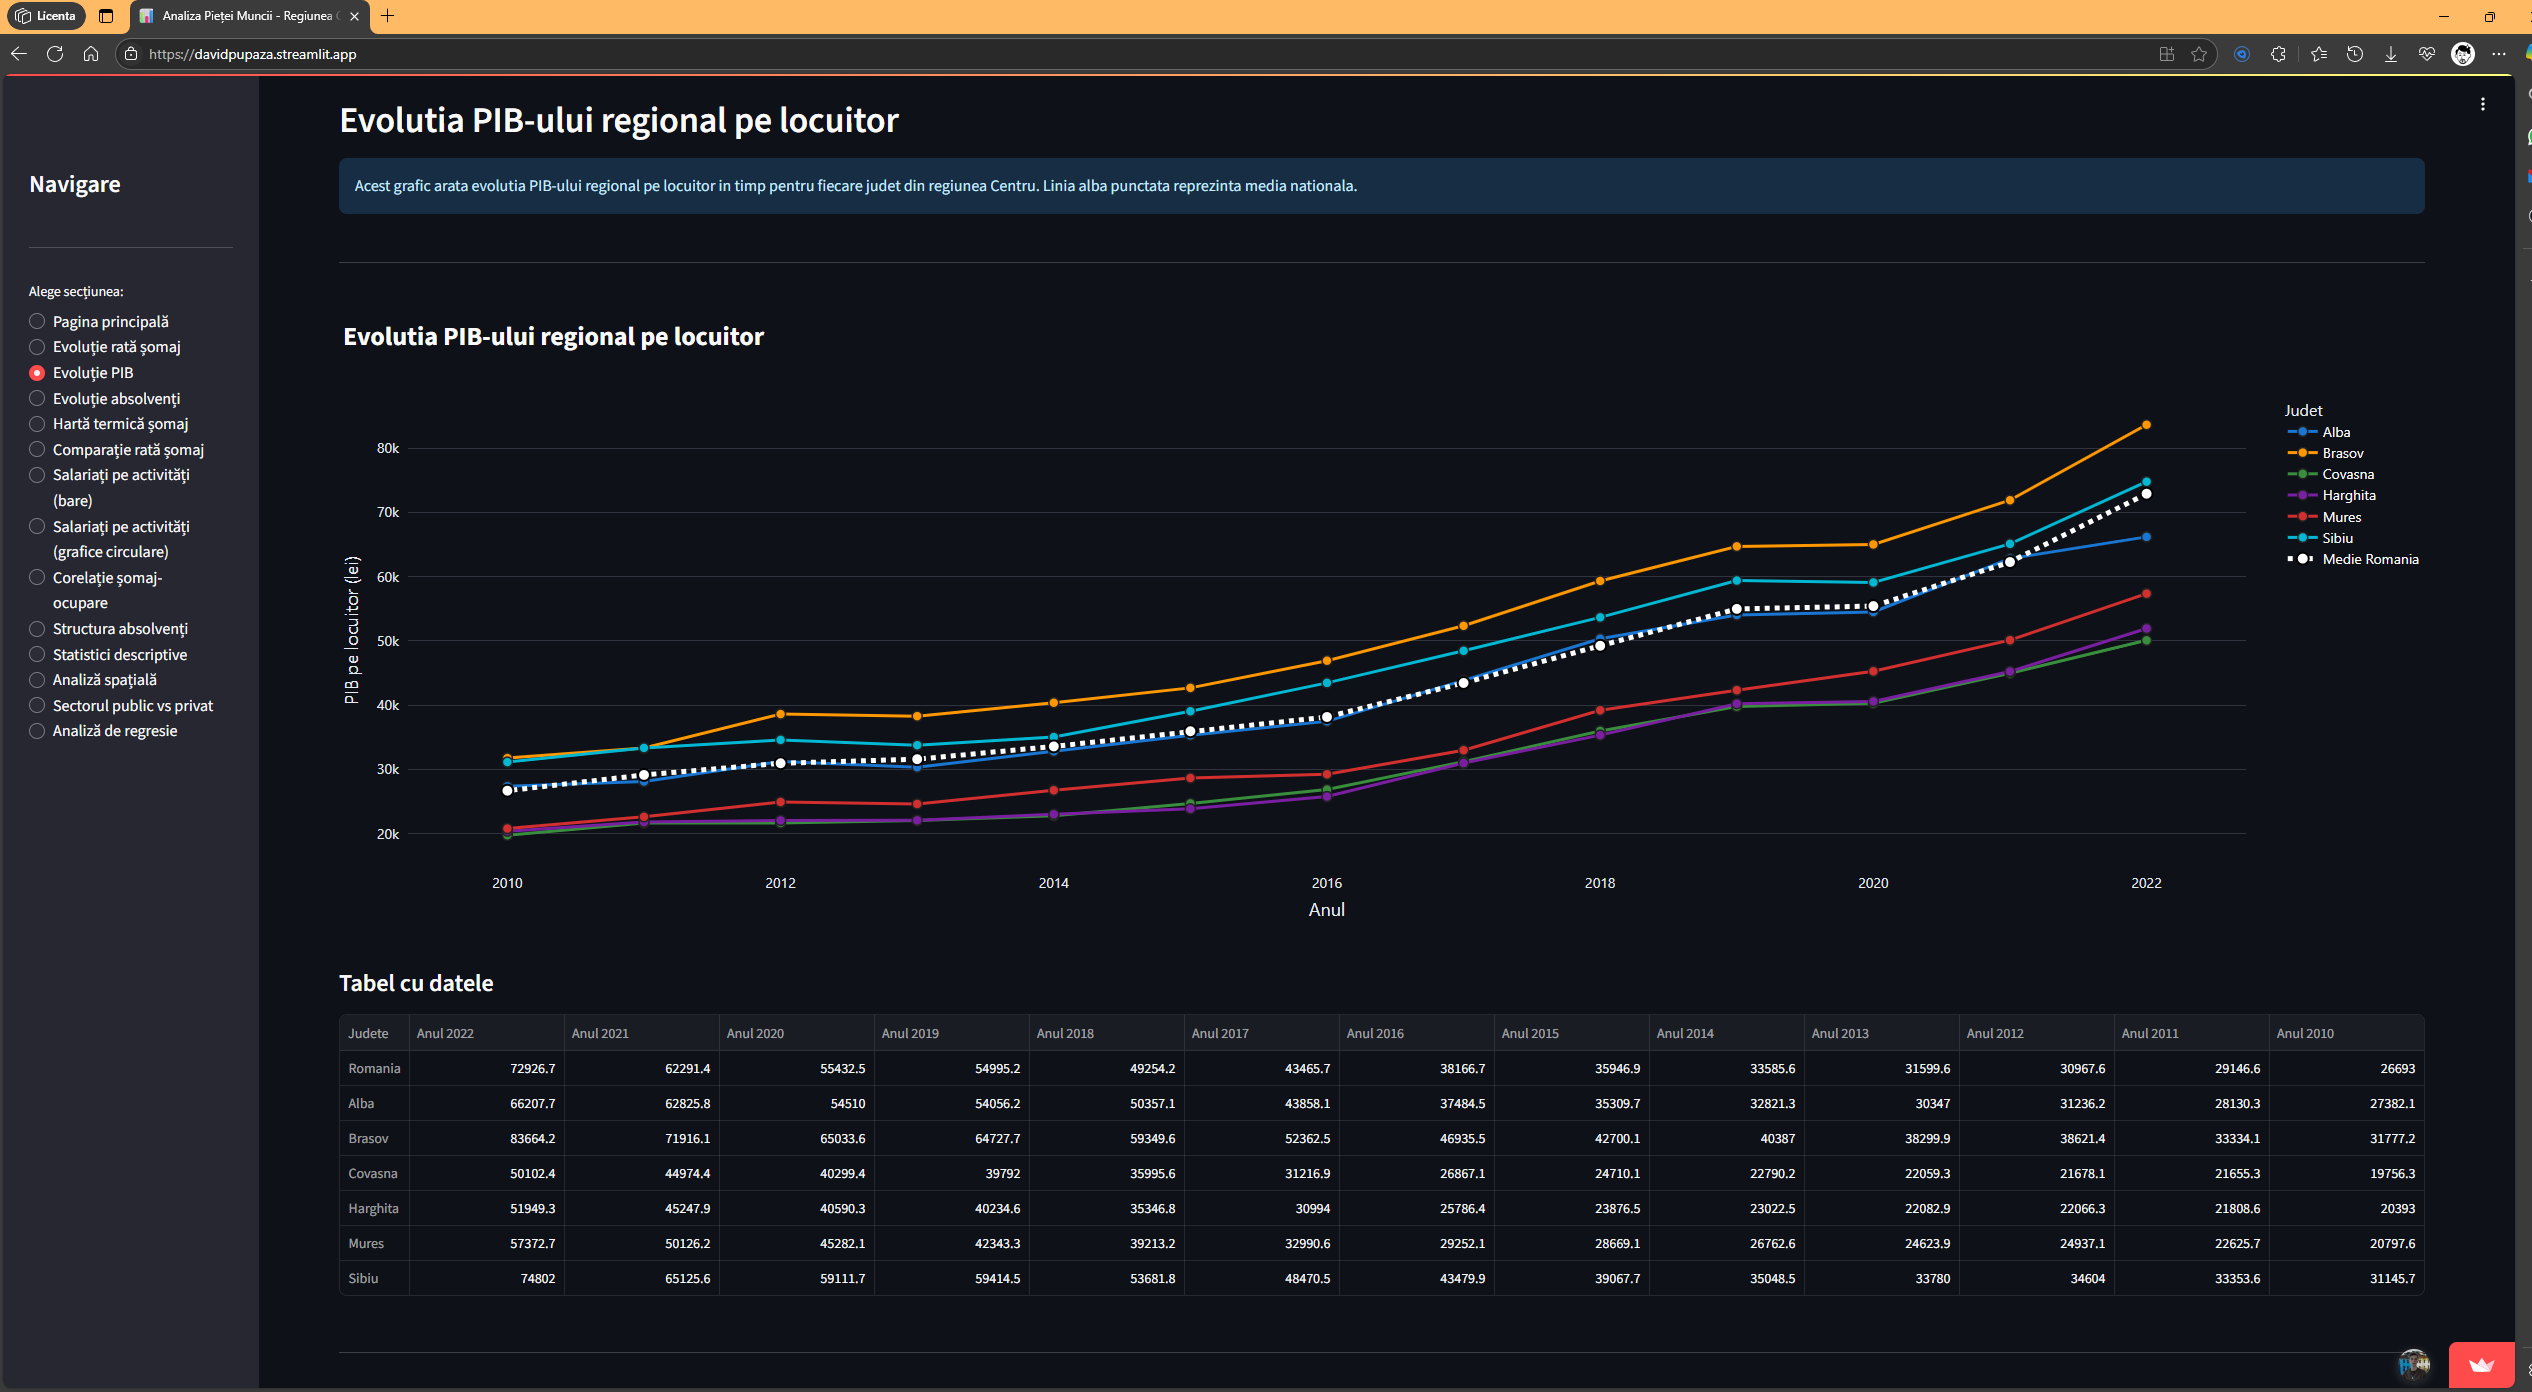 Licenta
Analiza Pieței Muncii - Regiunea
https://davidpupaza.streamlit.app
Navigare
Alege secțiunea:
Pagina principală
Evoluție rată șomaj
Evoluție PIB
Evoluție absolvenți
Hartă termică șomaj
Comparație rată șomaj
Salariați pe activități
(bare)
Salariați pe activități
(grafice circulare)
Corelație șomaj-
ocupare
Structura absolvenți
Statistici descriptive
Analiză spațială
Sectorul public vs privat
Analiză de regresie
Evolutia PIB-ului regional pe locuitor
Acest grafic arata evolutia PIB-ului regional pe locuitor in timp pentru fiecare judet din regiunea Centru. Linia alba punctata reprezinta media nationala.
Evolutia PIB-ului regional pe locuitor
PIB pe locuitor (lei)
80k
70k
60k
50k
40k
30k
20k
2010 2012 2014 2016 2018 2020 2022
Anul
Judet
Alba
Brasov
Covasna
Harghita
Mures
Sibiu
Medie Romania
Tabel cu datele
Judete Anul 2022 Anul 2021 Anul 2020 Anul 2019 Anul 2018 Anul 2017 Anul 2016 Anul 2015 Anul 2014 Anul 2013 Anul 2012 Anul 2011 Anul 2010
Romania 72926.7 62291.4 55432.5 54995.2 49254.2 43465.7 38166.7 35946.9 33585.6 31599.6 30967.6 29146.6 26693
Alba 66207.7 62825.8 54510 54056.2 50357.1 43858.1 37484.5 35309.7 32821.3 30347 31236.2 28130.3 27382.1
Brasov 83664.2 71916.1 65033.6 64727.7 59349.6 52362.5 46935.5 42700.1 40387 38299.9 38621.4 33334.1 31777.2
Covasna 50102.4 44974.4 40299.4 39792 35995.6 31216.9 26867.1 24710.1 22790.2 22059.3 21678.1 21655.3 19756.3
Harghita 51949.3 45247.9 40590.3 40234.6 35346.8 30994 25786.4 23876.5 23022.5 22082.9 22066.3 21808.6 20393
Mures 57372.7 50126.2 45282.1 42343.3 39213.2 32990.6 29252.1 28669.1 26762.6 24623.9 24937.1 22625.7 20797.6
Sibiu 74802 65125.6 59111.7 59414.5 53681.8 48470.5 43479.9 39067.7 35048.5 33780 34604 33353.6 31145.7